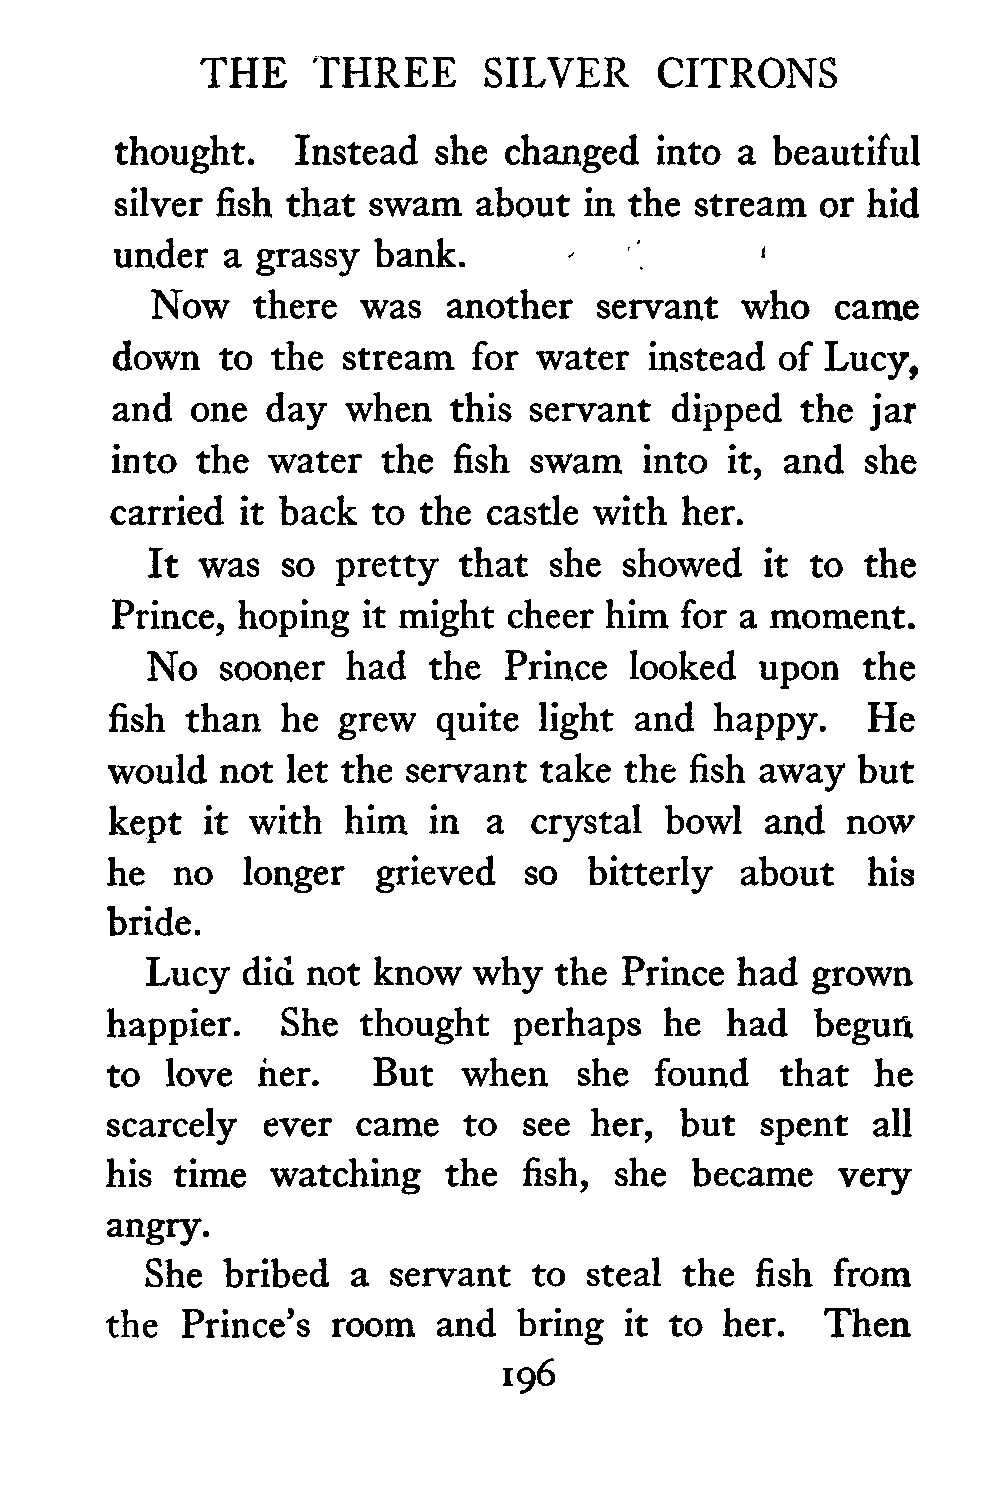 THE THREE SILVER CITRONS
thought. Instead she changed into a beautiful
silver fish that swam about in the stream or hid
under a grassy bank.
Now there was another servant who came
down to the stream for water instead of Lucy,
and one day when this servant dipped the jar
into the water the fish swam into it, and she
carried it back to the castle with her.
It was so pretty that she showed it to the
Prince, hoping it might cheer him for a moment.
No sooner had the Prince looked upon the
fish than he grew quite light and happy. He
would not let the servant take the fish away but
kept it with him in a crystal bowl and now
he no longer grieved so bitterly about his
bride.
Lucy did not know why the Prince had grown
happier. She thought perhaps he had begun
to love her. But when she found that he
scarcely ever came to see her, but spent all
his time watching the fish, she became very
angry.
She bribed a servant to steal the fish from
the Prince's room and bring it to her. Then
196